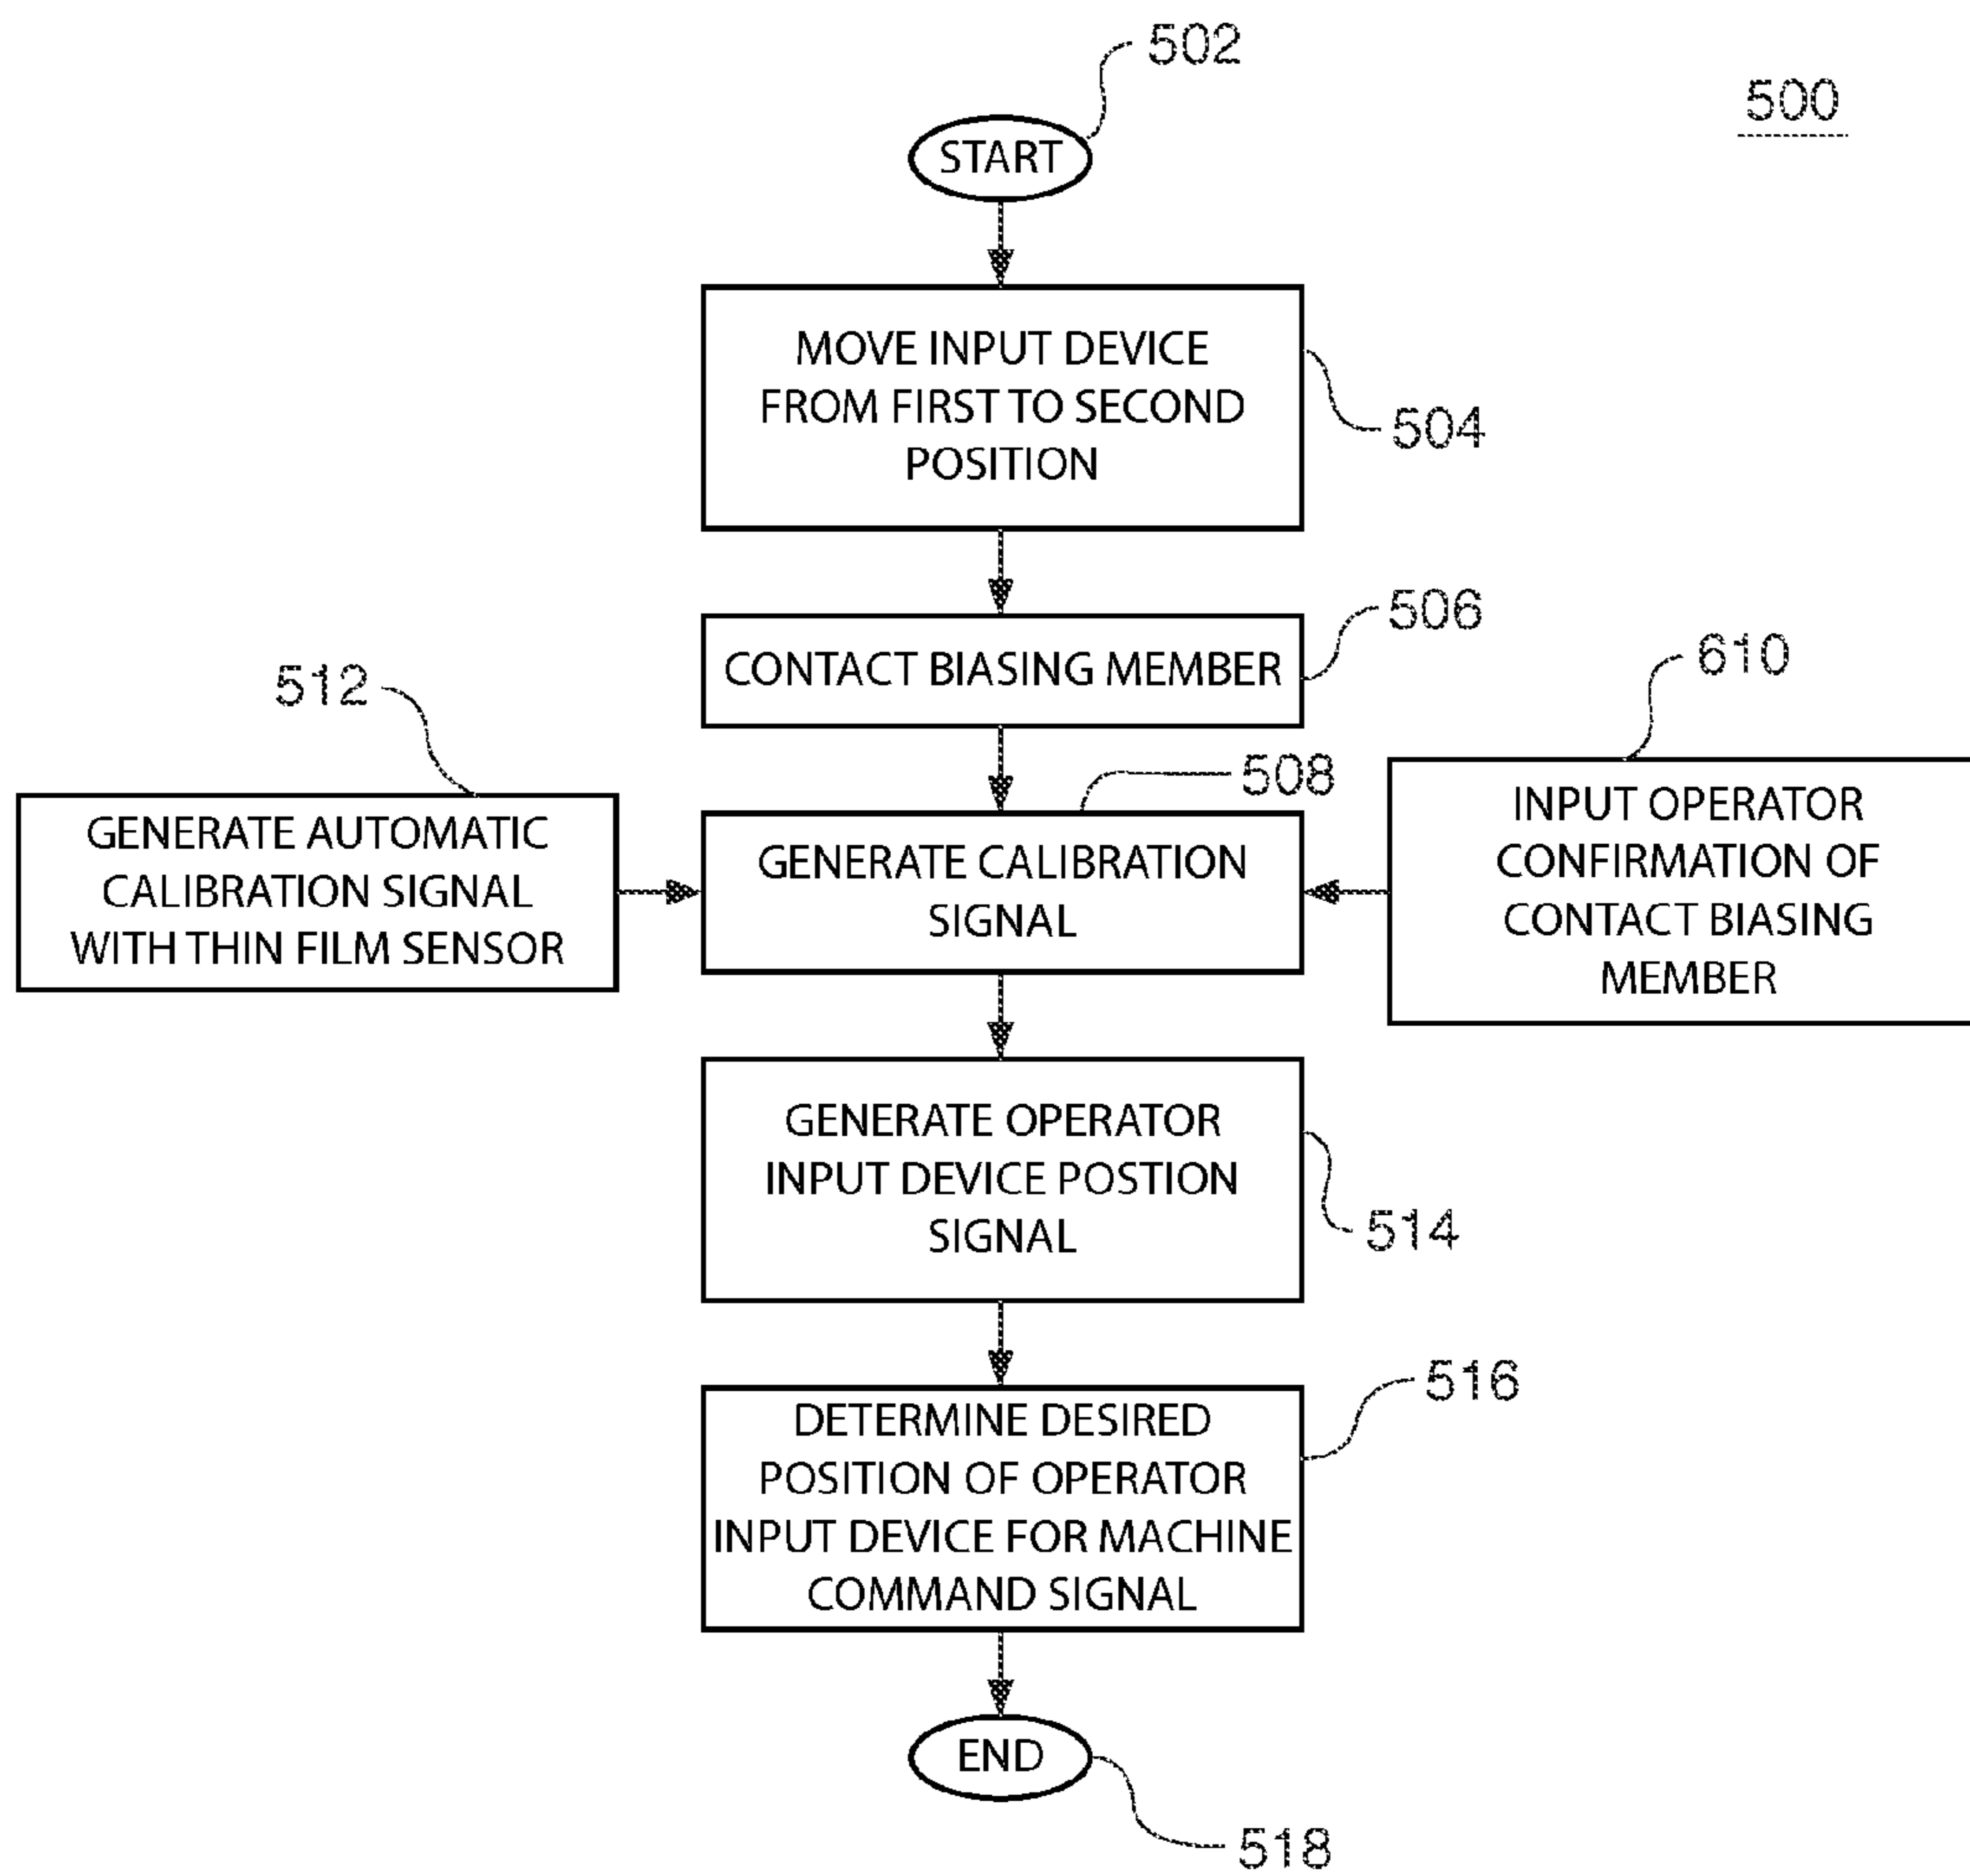 502
500
START
MOVE INPUT DEVICE
FROM FIRST TO SECOND
POSITION
504
506
CONTACT BIASING MEMBER
512
610
508
GENERATE AUTOMATIC
CALIBRATION SIGNAL
WITH THIN FILM SENSOR
GENERATE CALIBRATION
SIGNAL
INPUT OPERATOR
CONFIRMATION OF
CONTACT BIASING
MEMBER
GENERATE OPERATOR
INPUT DEVICE POSTION
SIGNAL
514
516
DETERMINE DESIRED
POSITION OF OPERATOR
INPUT DEVICE FOR MACHINE
COMMAND SIGNAL
END
518